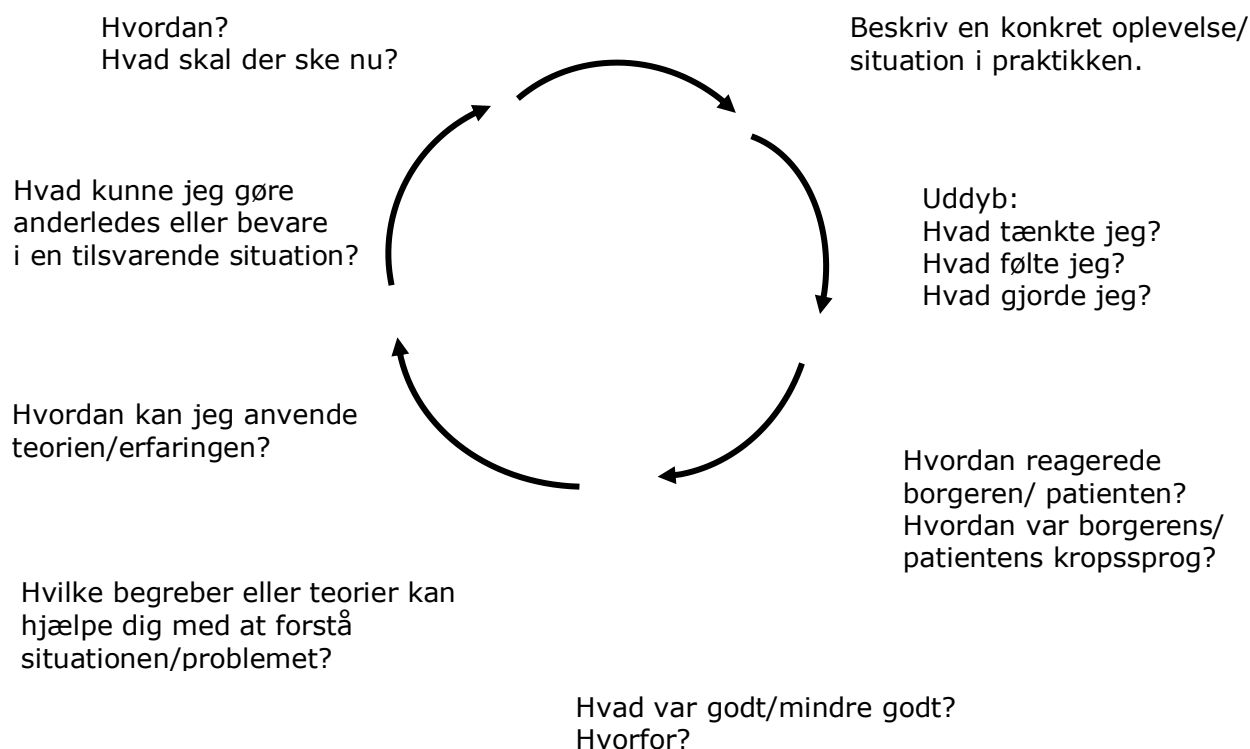 Hvordan?
Hvad skal der ske nu?
Beskriv en konkret oplevelse/
situation i praktikken.
Uddyb:
Hvad tænkte jeg?
Hvad følte jeg?
Hvad gjorde jeg?
Hvordan reagerede
borgeren/ patienten?
Hvordan var borgerens/
patientens kropssprog?
Hvad var godt/mindre godt?
Hvorfor?
Hvilke begreber eller teorier kan
hjælpe dig med at forstå
situationen/problemet?
Hvordan kan jeg anvende
teorien/erfaringen?
Hvad kunne jeg gøre
anderledes eller bevare
i en tilsvarende situation?